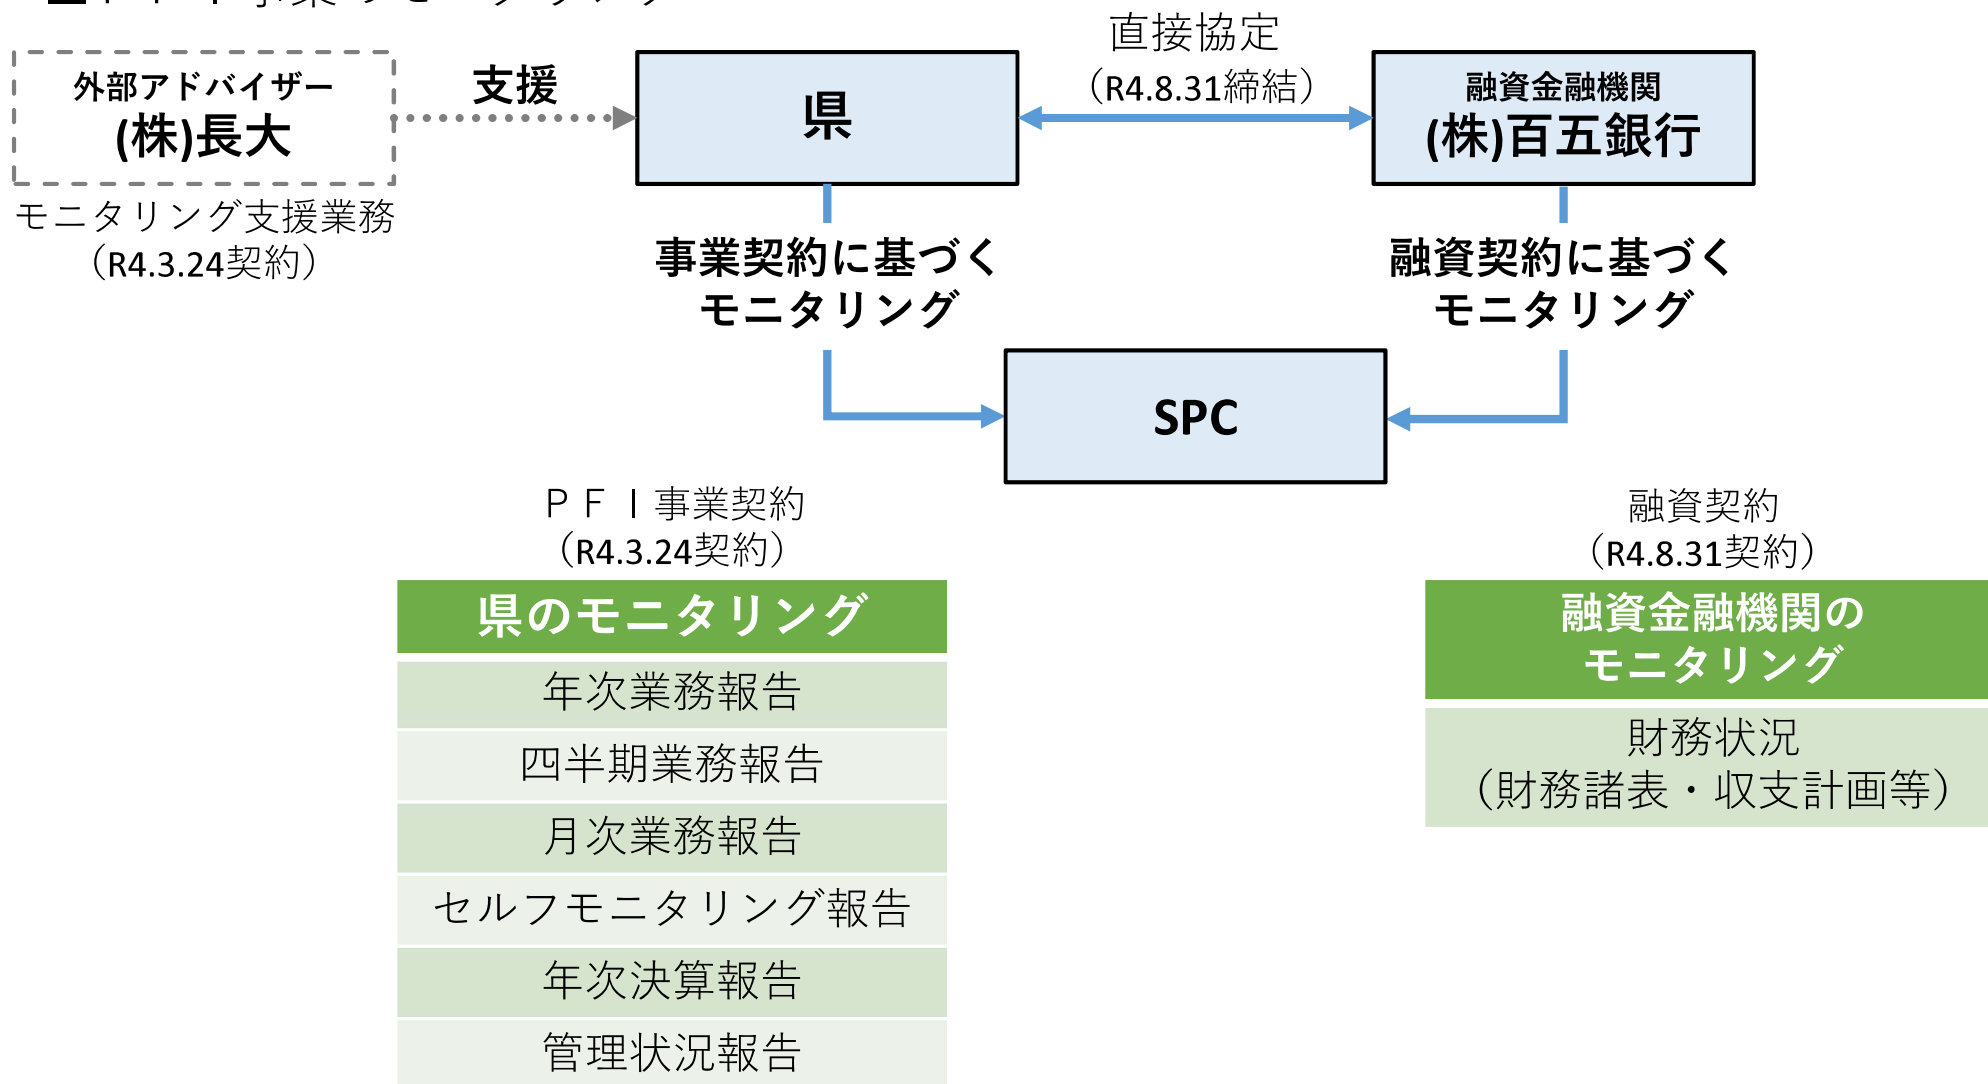 直接協定
（R4.8.31締結）
外部アドバイザー
(株)長大
支援
県
融資金融機関
(株)百五銀行
モニタリング支援業務
（R4.3.24契約）
事業契約に基づく
モニタリング
融資契約に基づく
モニタリング
SPC
ＰＦＩ事業契約
（R4.3.24契約）
融資契約
（R4.8.31契約）
県のモニタリング
年次業務報告
四半期業務報告
月次業務報告
セルフモニタリング報告
年次決算報告
管理状況報告
融資金融機関の
モニタリング
財務状況
（財務諸表・収支計画等）